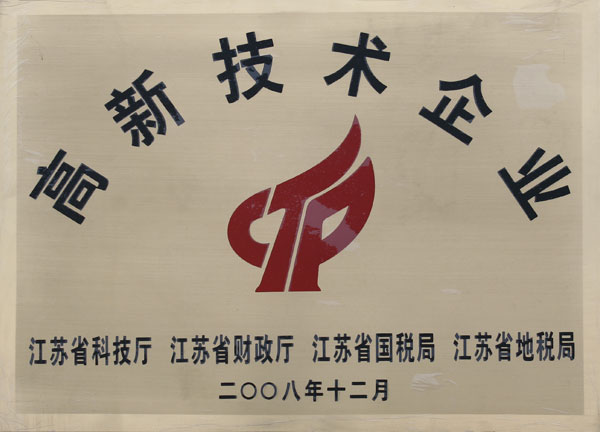 高新技术企业
江苏省科技厅 江苏省财政厅 江苏省国税局 江苏省地税局
二〇〇八年十二月